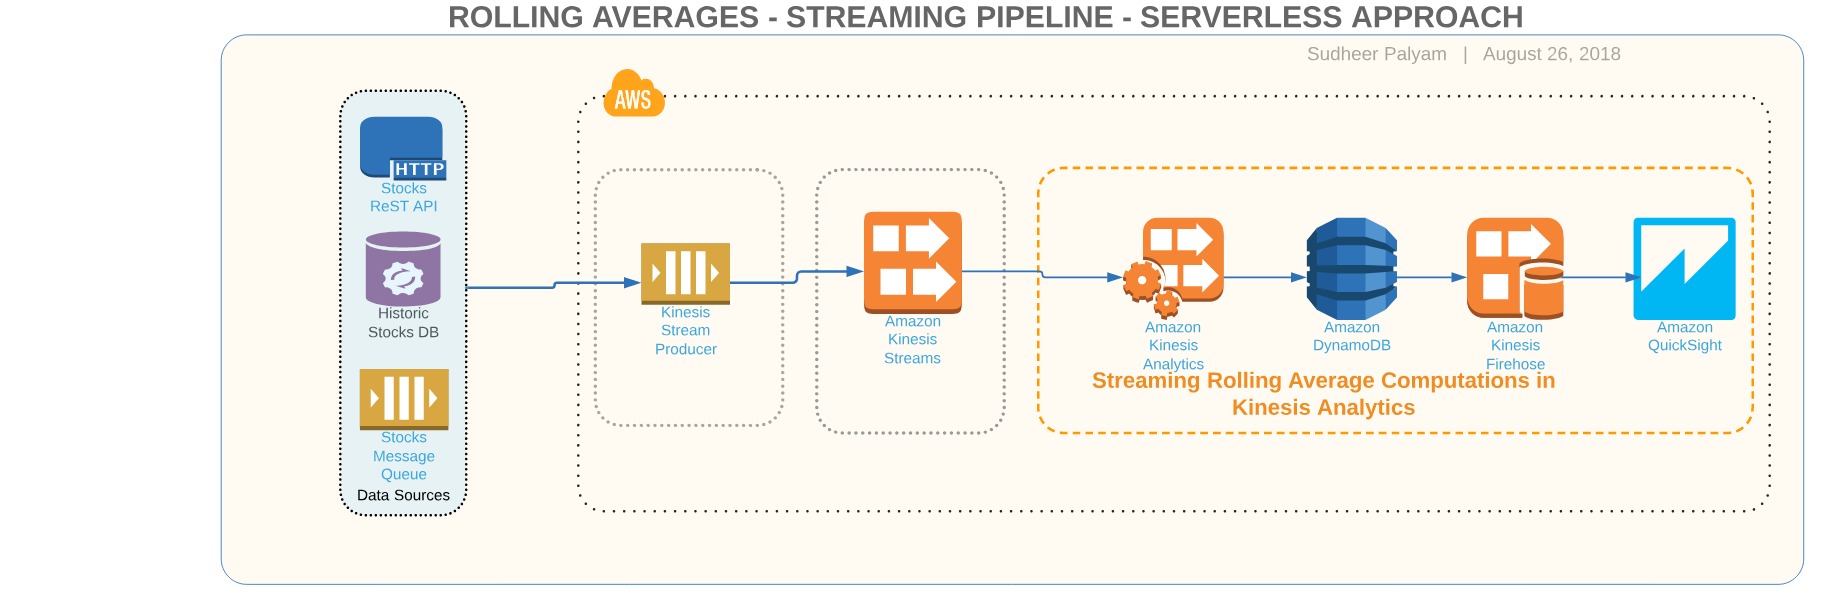 ROLLING AVERAGES - STREAMING PIPELINE - SERVERLESS APPROACH
Sudheer Palyam | August 26, 2018
AWS
HTTP
Stocks
ReST API
Historic
Stocks DB
Stocks
Message
Queue
Data Sources
Kinesis
Stream
Producer
Amazon
Kinesis
Streams
Amazon
Kinesis
Analytics
Amazon
DynamoDB
Amazon
Kinesis
Firehose
Amazon
QuickSight
Streaming Rolling Average Computations in
Kinesis Analytics